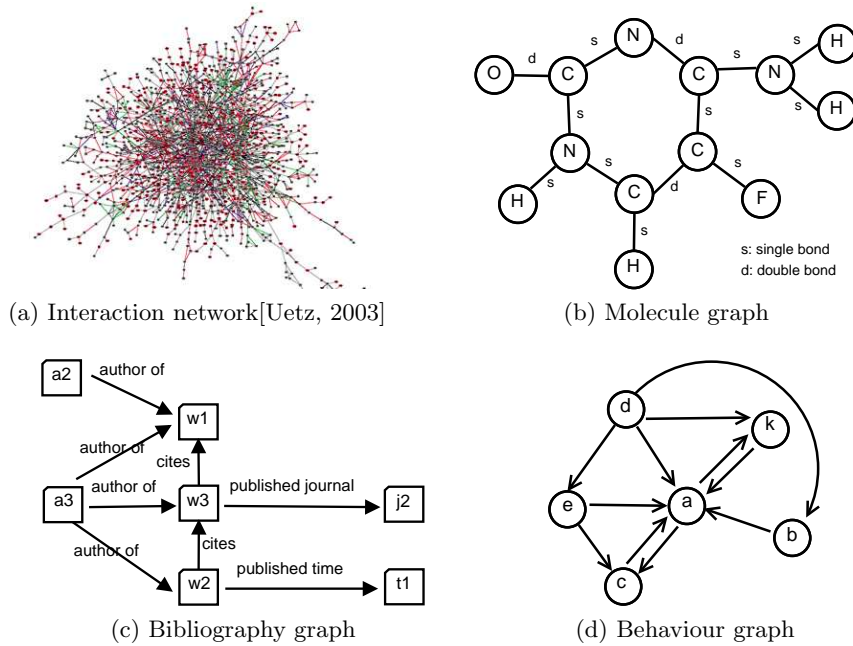 O
d
C
s
N
d
C
s
N
s
H
s
H
s
s
N
s
C
d
C
s
F
s
H
s
H
s: single bond
d: double bond
(a) Interaction network[Uetz, 2003]
(b) Molecule graph
a2
author of
w1
author of
cites
a3
author of
w3
published journal
j2
author of
cites
w2
published time
t1
(c) Bibliography graph
d
k
e
a
b
c
(d) Behaviour graph